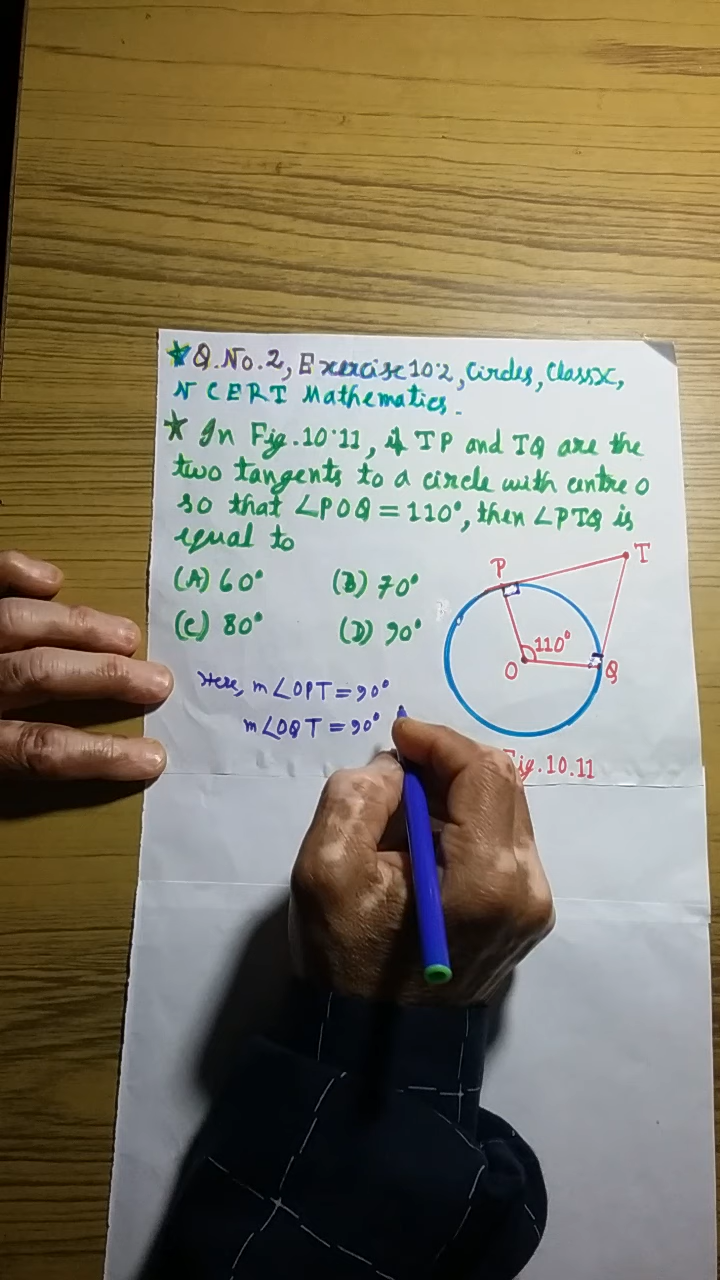 ★ Q.No.2, Exercise 10.2, Circles, Class X,
NCERT Mathematics.
★ In Fig. 10.11, if TP and TQ are the
two tangents to a circle with centre O
so that ∠POQ = 110°, then ∠PTQ is
equal to
(A) 60° (B) 70°
(C) 80° (D) 90°
Here, m∠OPT = 90°
m∠OQT = 90°
P
T
110°
O
Q
Fig. 10.11